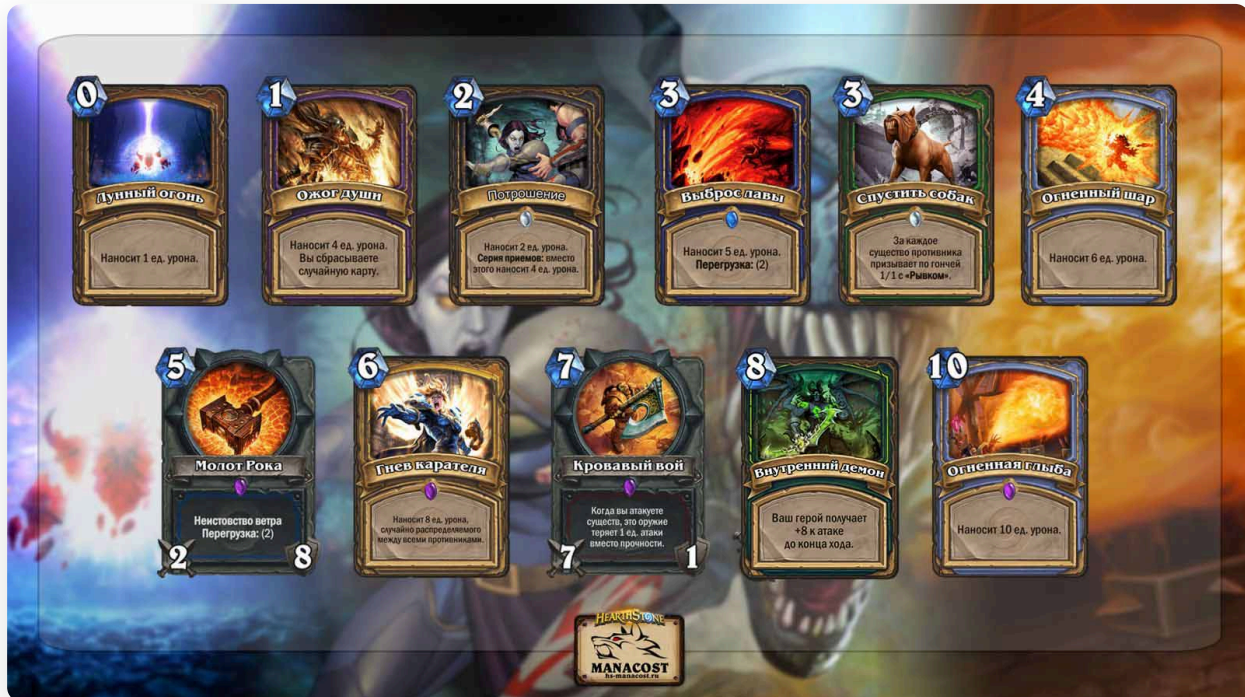 0
Лунный огонь
Наносит 1 ед. урона.
1
Ожог души
Наносит 4 ед. урона.
Вы сбрасываете
случайную карту.
2
Потрошение
Наносит 2 ед. урона.
Серия приемов: вместо
этого наносит 4 ед. урона.
3
Выброс лавы
Наносит 5 ед. урона.
Перегрузка: (2)
3
Спустить собак
За каждое
существо противника
призывает по гончей
1/1 с «Рывком».
4
Огненный шар
Наносит 6 ед. урона.
5
Молот Рока
Неистовство ветра
Перегрузка: (2)
2
8
6
Гнев карателя
Наносит 8 ед. урона,
случайно распределяемого
между всеми противниками.
7
Кровавый вой
Когда вы атакуете
существ, это оружие
теряет 1 ед. атаки
вместо прочности.
7
1
8
Внутренний демон
Ваш герой получает
+8 к атаке
до конца хода.
10
Огненная глыба
Наносит 10 ед. урона.
HEARTHSTONE
MANACOST
hs-manacost.ru